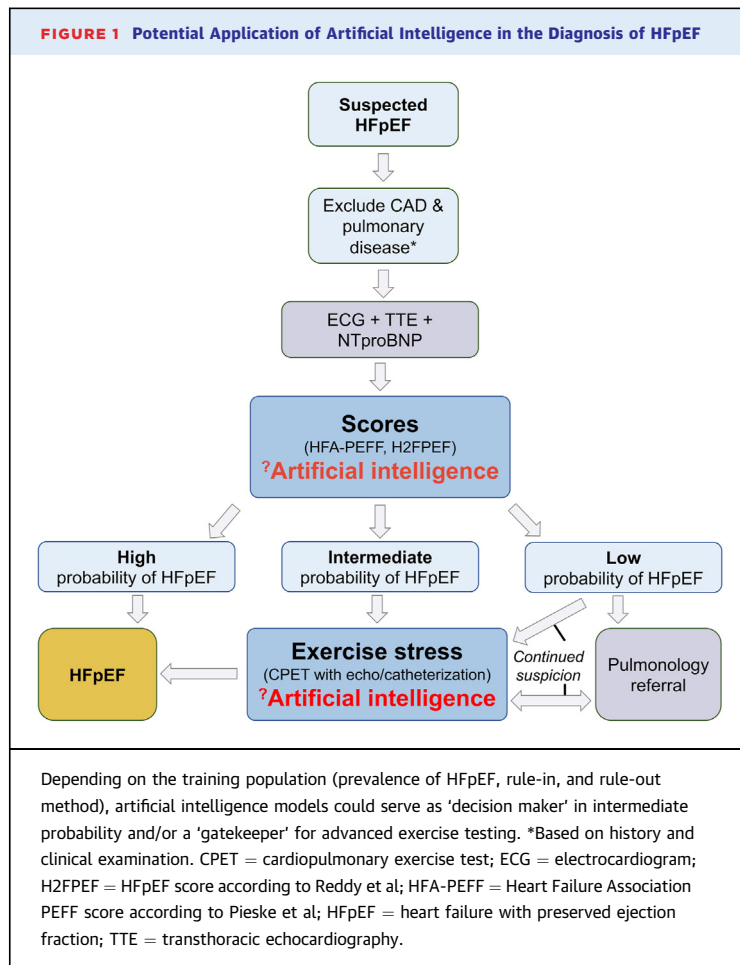 FIGURE 1 Potential Application of Artificial Intelligence in the Diagnosis of HFpEF
Suspected
HFpEF
Exclude CAD &
pulmonary
disease*
ECG + TTE +
NTproBNP
Scores
(HFA-PEFF, H2FPEF)
?Artificial intelligence
High
probability of HFpEF
Intermediate
probability of HFpEF
Low
probability of HFpEF
HFpEF
Exercise stress
(CPET with echo/catheterization)
?Artificial intelligence
Continued
suspicion
Pulmonology
referral
Depending on the training population (prevalence of HFpEF, rule-in, and rule-out
method), artificial intelligence models could serve as 'decision maker' in intermediate
probability and/or a 'gatekeeper' for advanced exercise testing. *Based on history and
clinical examination. CPET = cardiopulmonary exercise test; ECG = electrocardiogram;
H2FPEF = HFpEF score according to Reddy et al; HFA-PEFF = Heart Failure Association
PEFF score according to Pieske et al; HFpEF = heart failure with preserved ejection
fraction; TTE = transthoracic echocardiography.